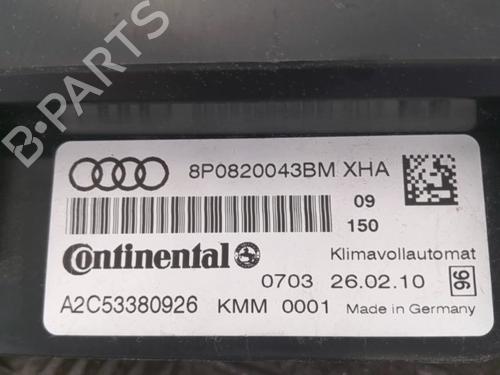 B-PARTS
8P0820043BM XHA
09
150
Continental
Klimavollautomat
0703 26.02.10
96
A2C53380926 KMM 0001 Made in Germany